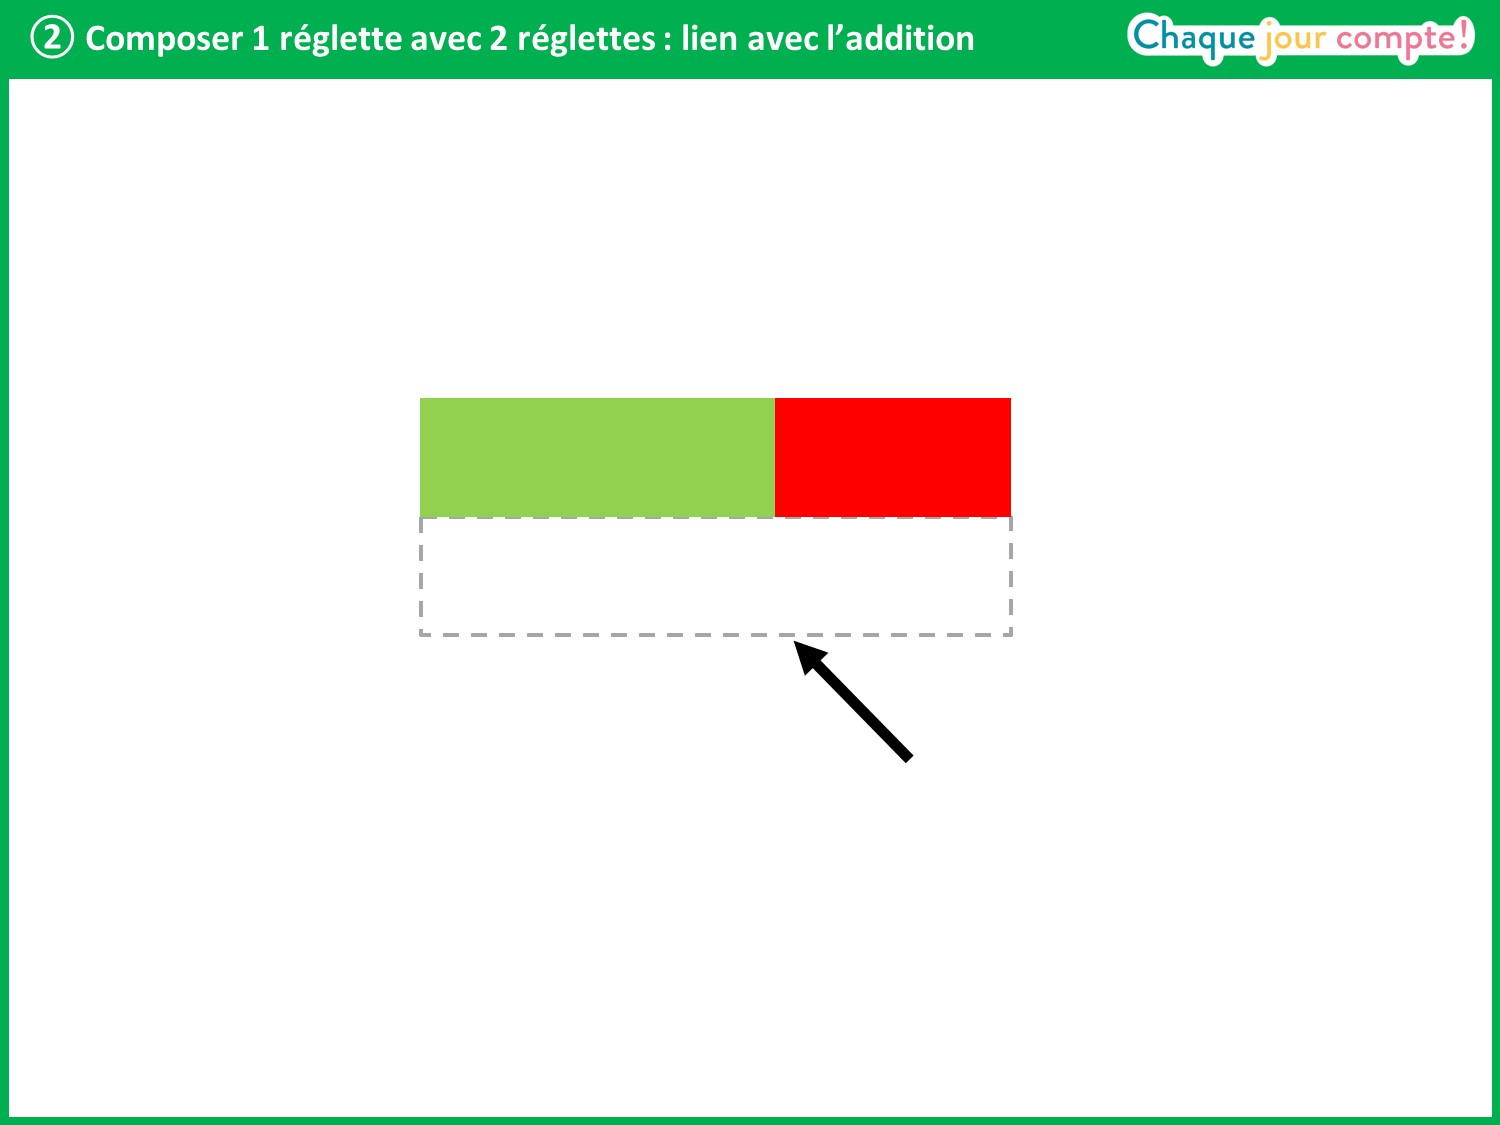 ② Composer 1 réglette avec 2 réglettes : lien avec l’addition
Chaque jour compte!